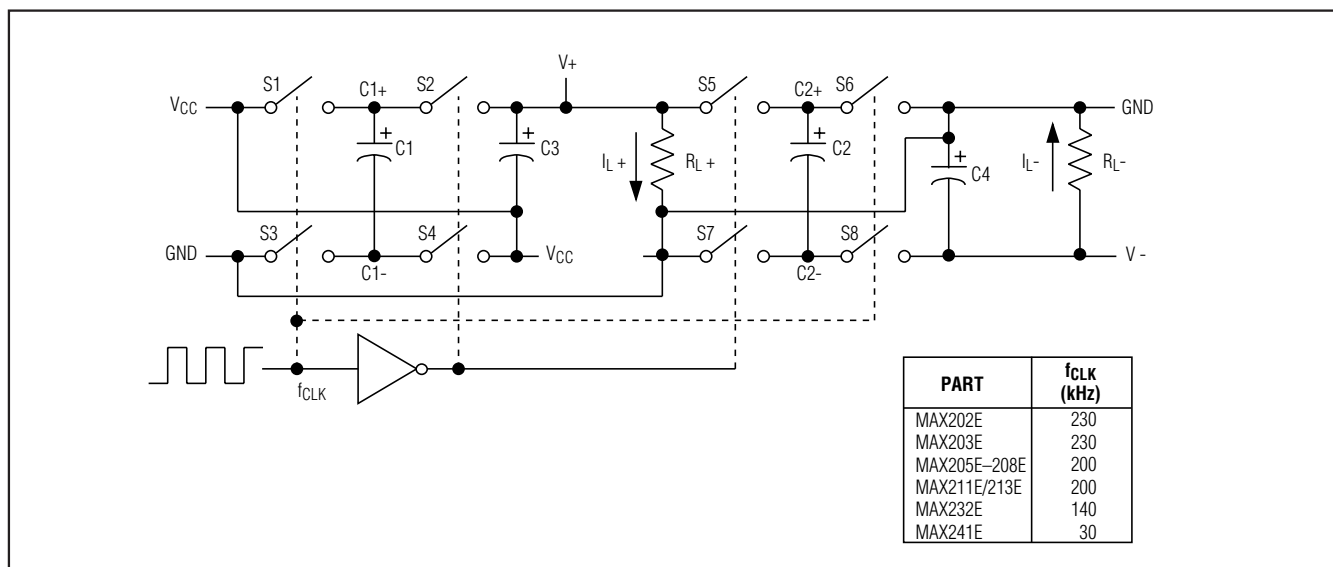 V+
S1 C1+ S2 S5 C2+ S6
VCC GND
+ C1 + C3 IL + RL + + C2 + C4 IL- RL-
S3 S4 S7 S8
GND C1- VCC C2- V -
fCLK
PART fCLK (kHz)
MAX202E 230
MAX203E 230
MAX205E–208E 200
MAX211E/213E 200
MAX232E 140
MAX241E 30